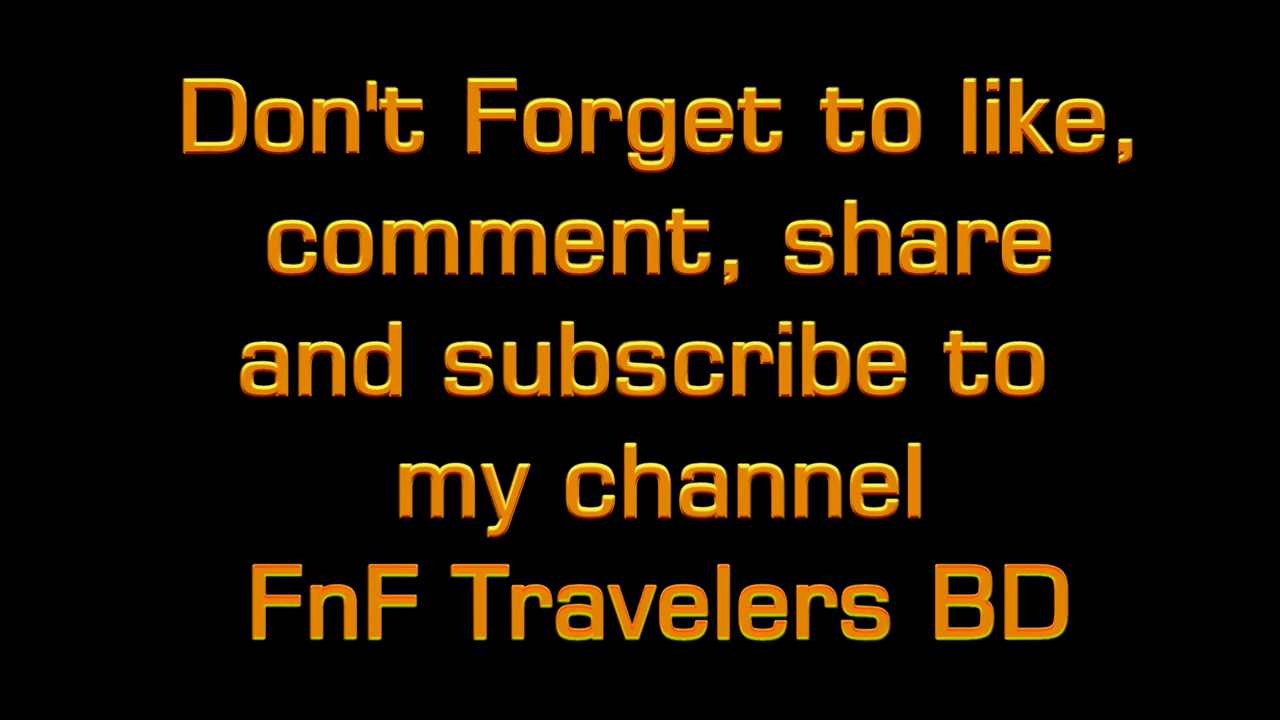 Don't Forget to like,
comment, share
and subscribe to
my channel
FnF Travelers BD